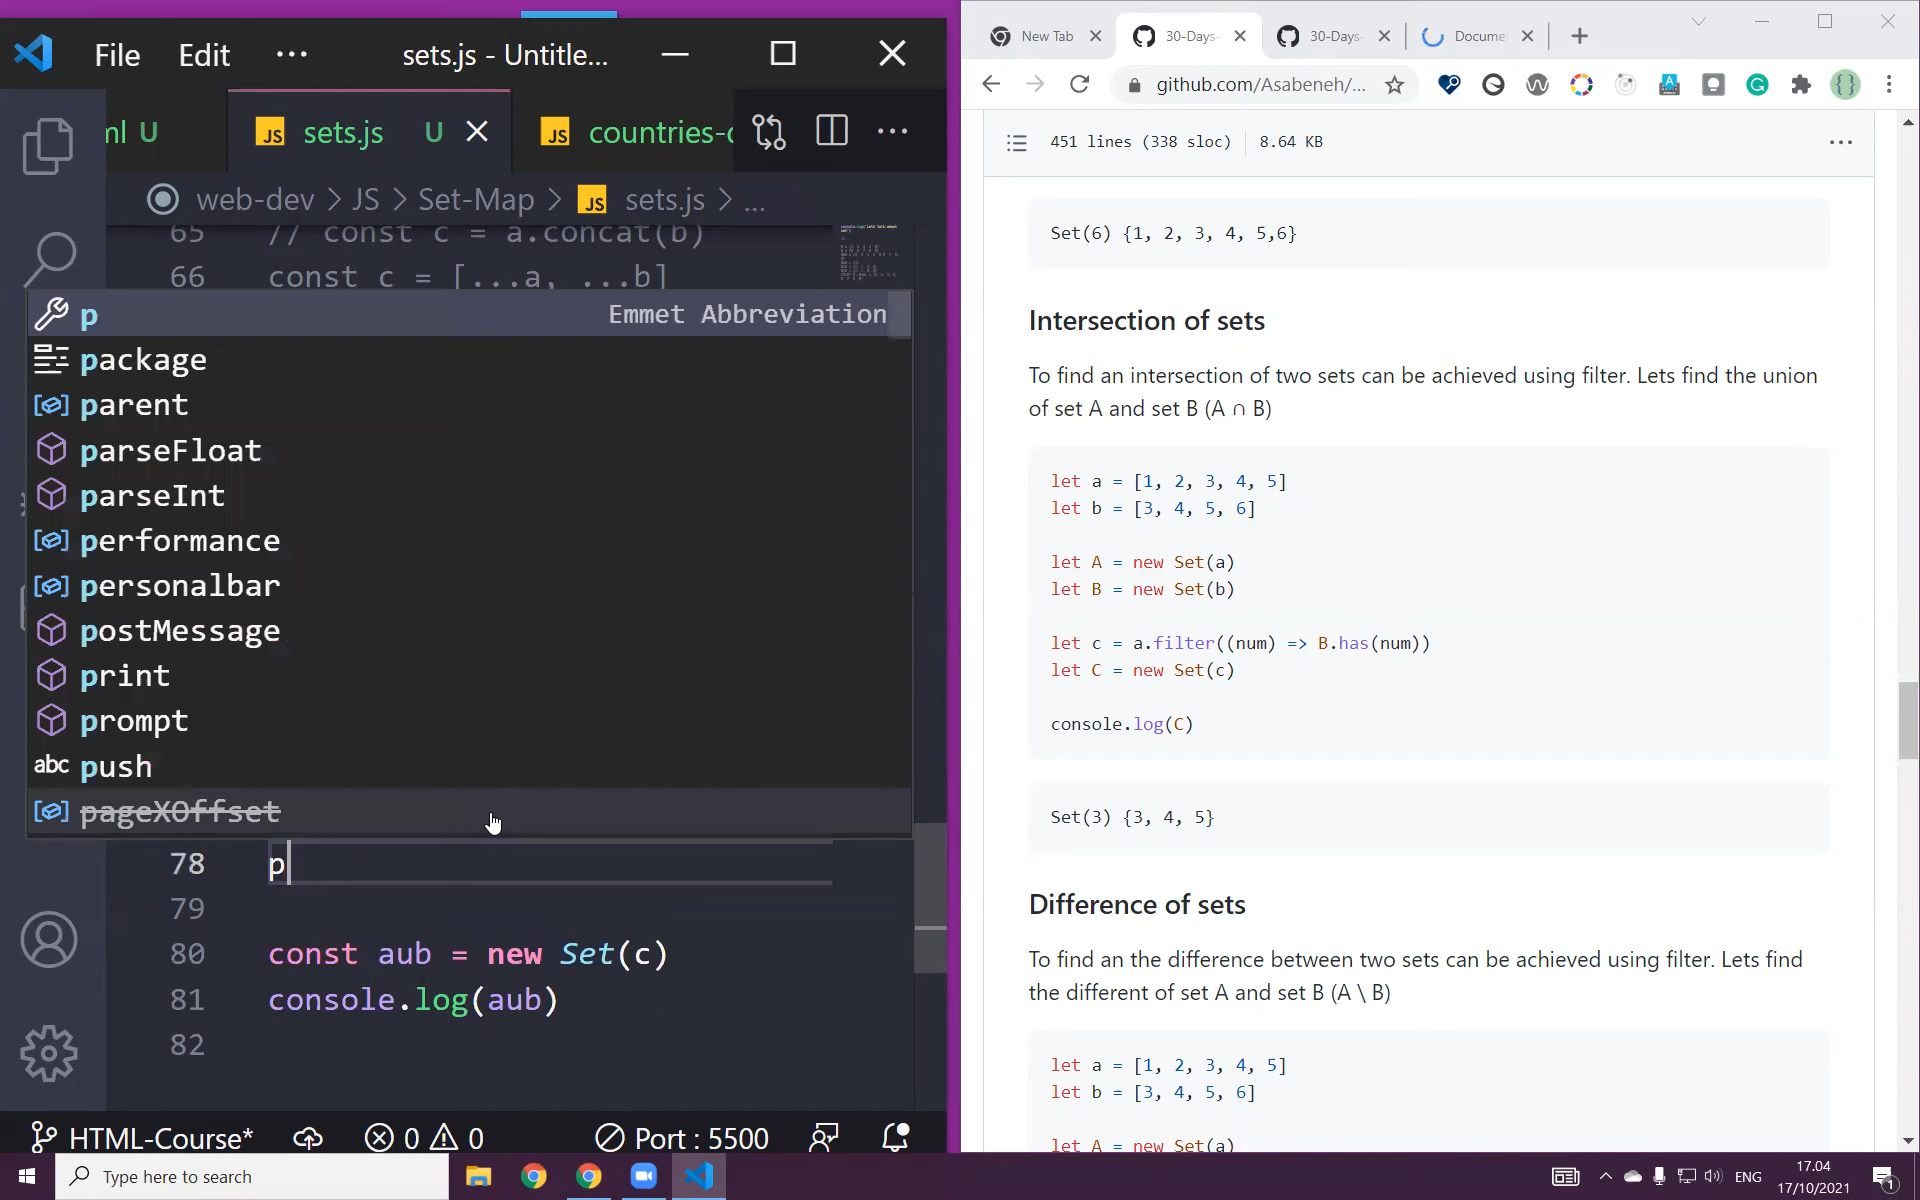 File Edit ... sets.js - Untitle...
ml U JS sets.js U JS countries-c
web-dev > JS > Set-Map > JS sets.js > ...
65 // const c = a.concat(b)
66 const c = [...a, ...b]
p Emmet Abbreviation
package
parent
parseFloat
parseInt
performance
personalbar
postMessage
print
prompt
abc push
pageXOffset
78 p
79
80 const aub = new Set(c)
81 console.log(aub)
82
HTML-Course* 0 0 Port : 5500
New Tab 30-Days- 30-Days- Docume
github.com/Asabeneh/...
451 lines (338 sloc) 8.64 KB
Set(6) {1, 2, 3, 4, 5,6}
Intersection of sets
To find an intersection of two sets can be achieved using filter. Lets find the union
of set A and set B (A ∩ B)
let a = [1, 2, 3, 4, 5]
let b = [3, 4, 5, 6]
let A = new Set(a)
let B = new Set(b)
let c = a.filter((num) => B.has(num))
let C = new Set(c)
console.log(C)
Set(3) {3, 4, 5}
Difference of sets
To find an the difference between two sets can be achieved using filter. Lets find
the different of set A and set B (A \ B)
let a = [1, 2, 3, 4, 5]
let b = [3, 4, 5, 6]
let A = new Set(a)
Type here to search
ENG
17.04
17/10/2021
1